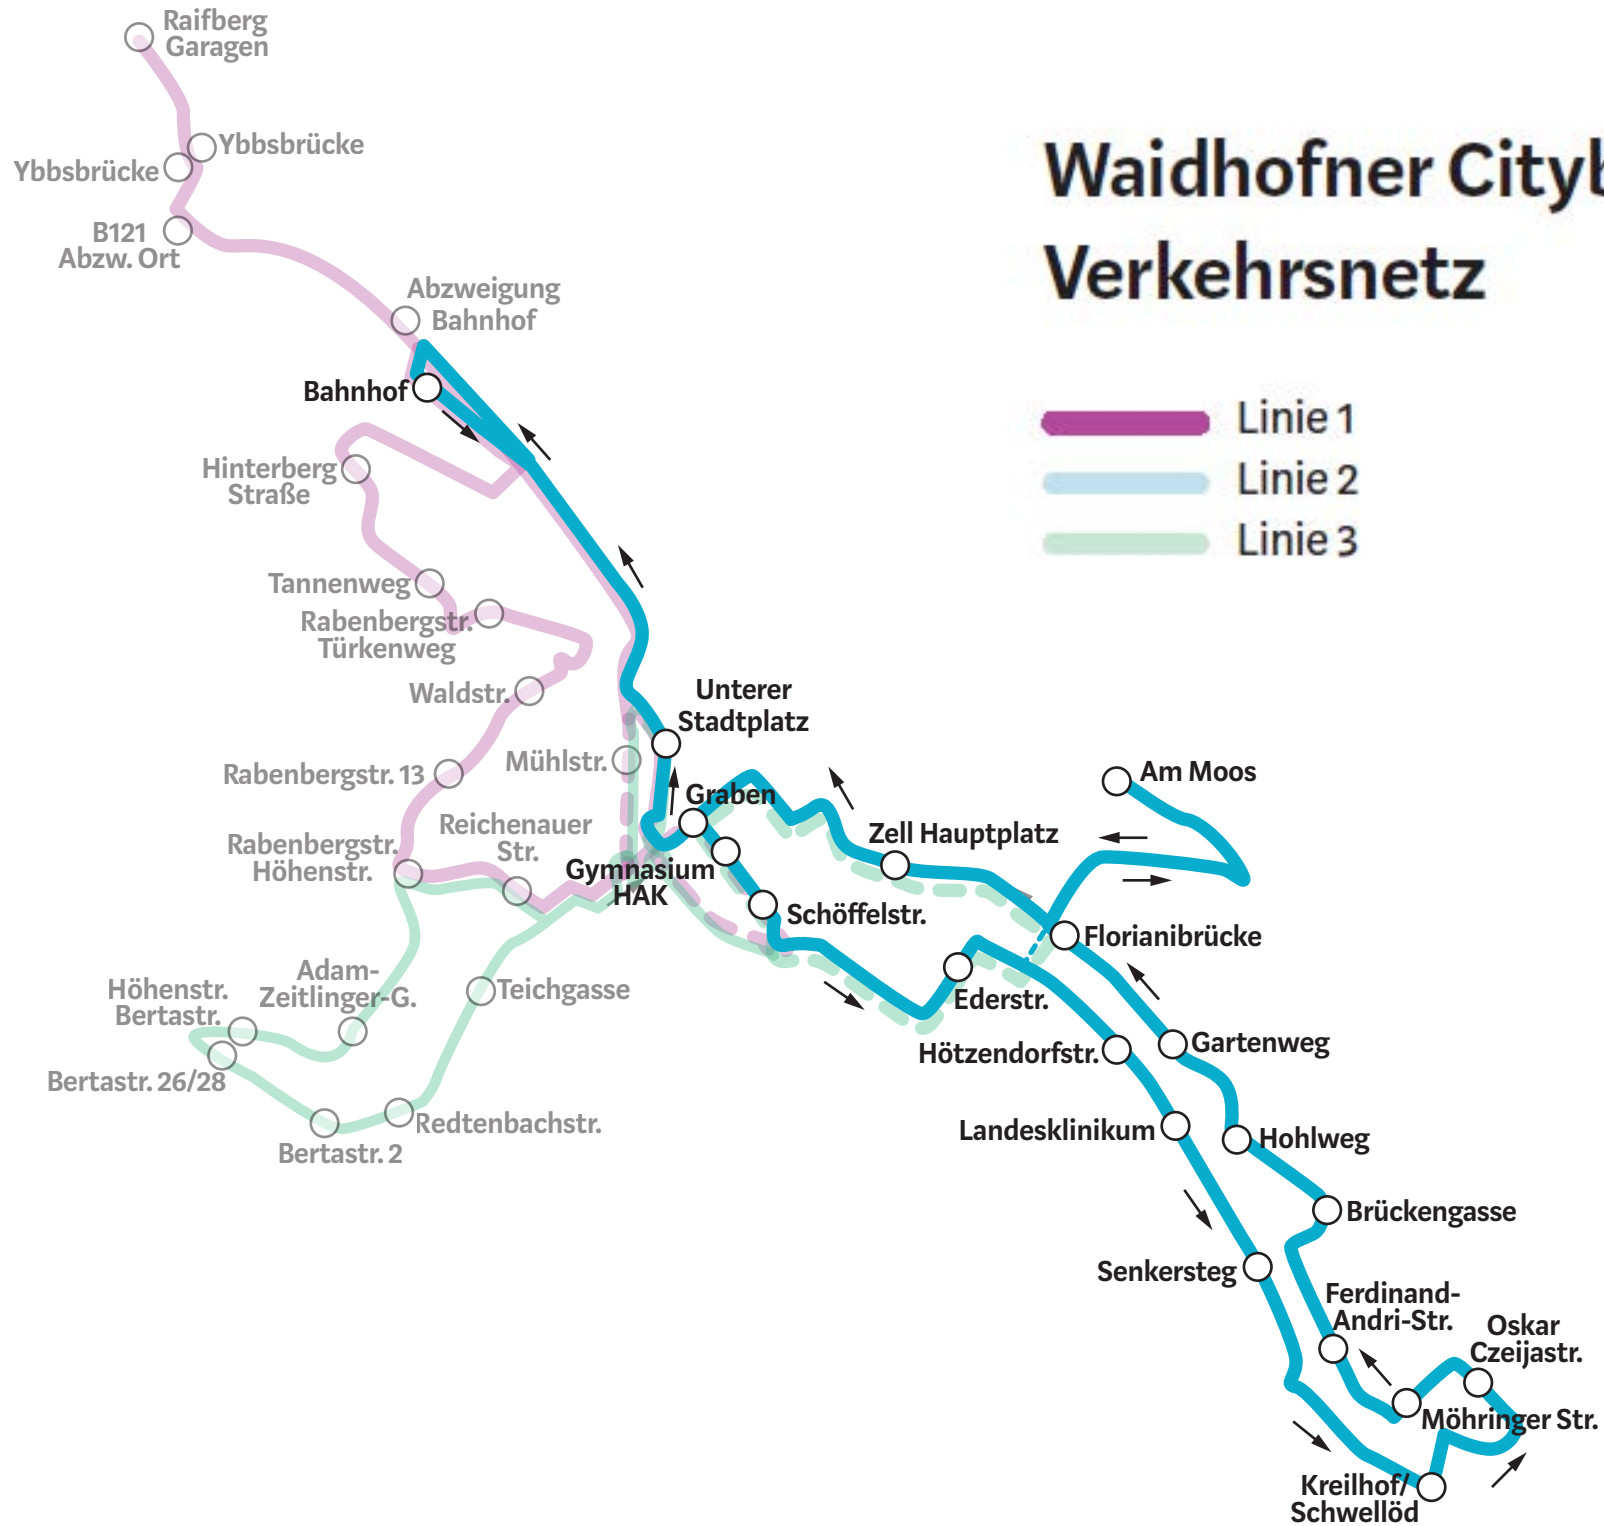 Raifberg
Garagen
Ybbsbrücke
Ybbsbrücke
B121
Abzw. Ort
Abzweigung
Bahnhof
Bahnhof
Waidhofner Cityb
Verkehrsnetz
Linie 1
Linie 2
Linie 3
Hinterberg
Straße
Tannenweg
Rabenbergstr.
Türkenweg
Waldstr.
Unterer
Stadtplatz
Mühlstr.
Rabenbergstr. 13
Graben
Am Moos
Reichenauer
Str.
Zell Hauptplatz
Rabenbergstr.
Höhenstr.
Gymnasium
HAK
Schöffelstr.
Florianibrücke
Adam-
Zeitlinger-G.
Höhenstr.
Bertastr.
Teichgasse
Ederstr.
Hötzendorfstr.
Gartenweg
Bertastr. 26/28
Redtenbachstr.
Bertastr. 2
Landesklinikum
Hohlweg
Brückengasse
Senkersteg
Ferdinand-
Andri-Str.
Oskar
Czeijastr.
Möhringer Str.
Kreilhof/
Schwellöd